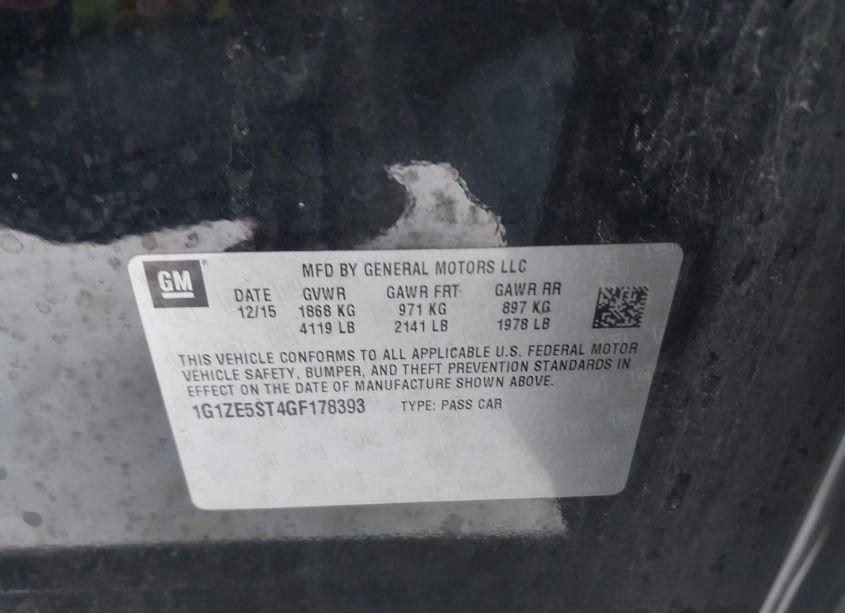 GM ®
MFD BY GENERAL MOTORS LLC
DATE GVWR GAWR FRT GAWR RR
12/15 1868 KG 971 KG 897 KG
4119 LB 2141 LB 1978 LB
THIS VEHICLE CONFORMS TO ALL APPLICABLE U.S. FEDERAL MOTOR
VEHICLE SAFETY, BUMPER, AND THEFT PREVENTION STANDARDS IN
EFFECT ON THE DATE OF MANUFACTURE SHOWN ABOVE.
1G1ZE5ST4GF178393 TYPE: PASS CAR